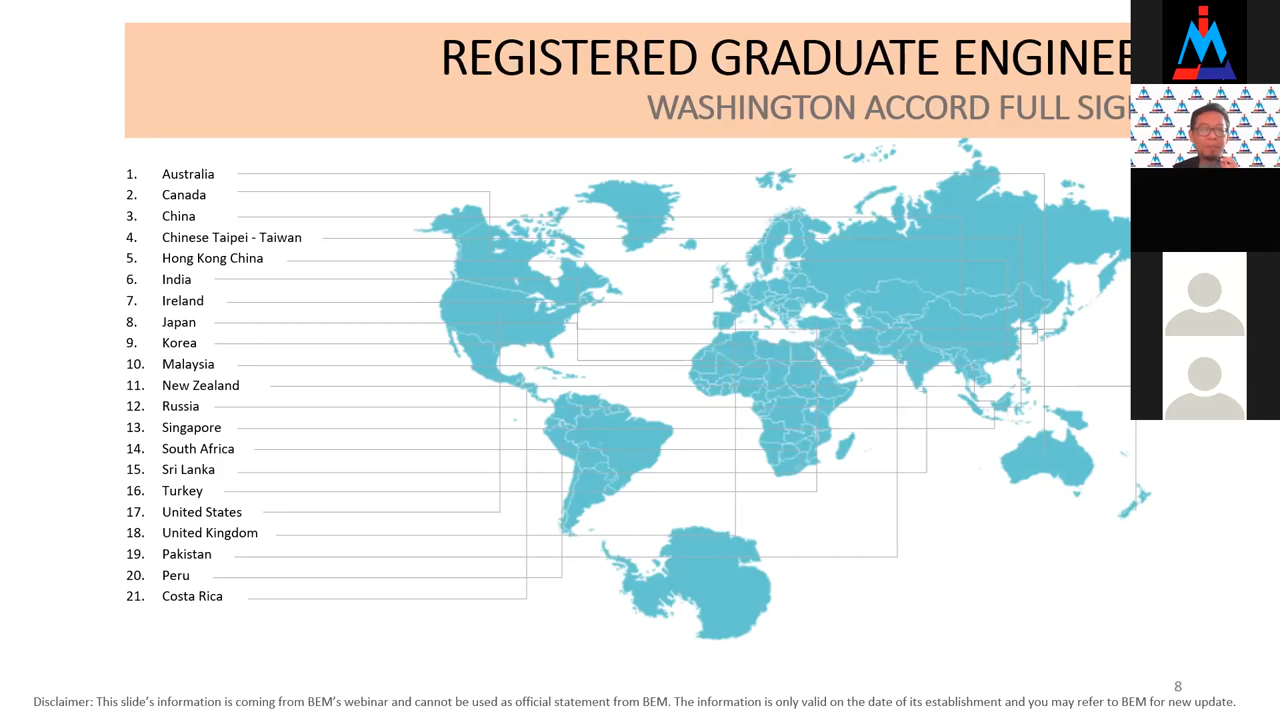 REGISTERED GRADUATE ENGINEE
WASHINGTON ACCORD FULL SIG
1. Australia
2. Canada
3. China
4. Chinese Taipei - Taiwan
5. Hong Kong China
6. India
7. Ireland
8. Japan
9. Korea
10. Malaysia
11. New Zealand
12. Russia
13. Singapore
14. South Africa
15. Sri Lanka
16. Turkey
17. United States
18. United Kingdom
19. Pakistan
20. Peru
21. Costa Rica
8
Disclaimer: This slide's information is coming from BEM's webinar and cannot be used as official statement from BEM. The information is only valid on the date of its establishment and you may refer to BEM for new update.